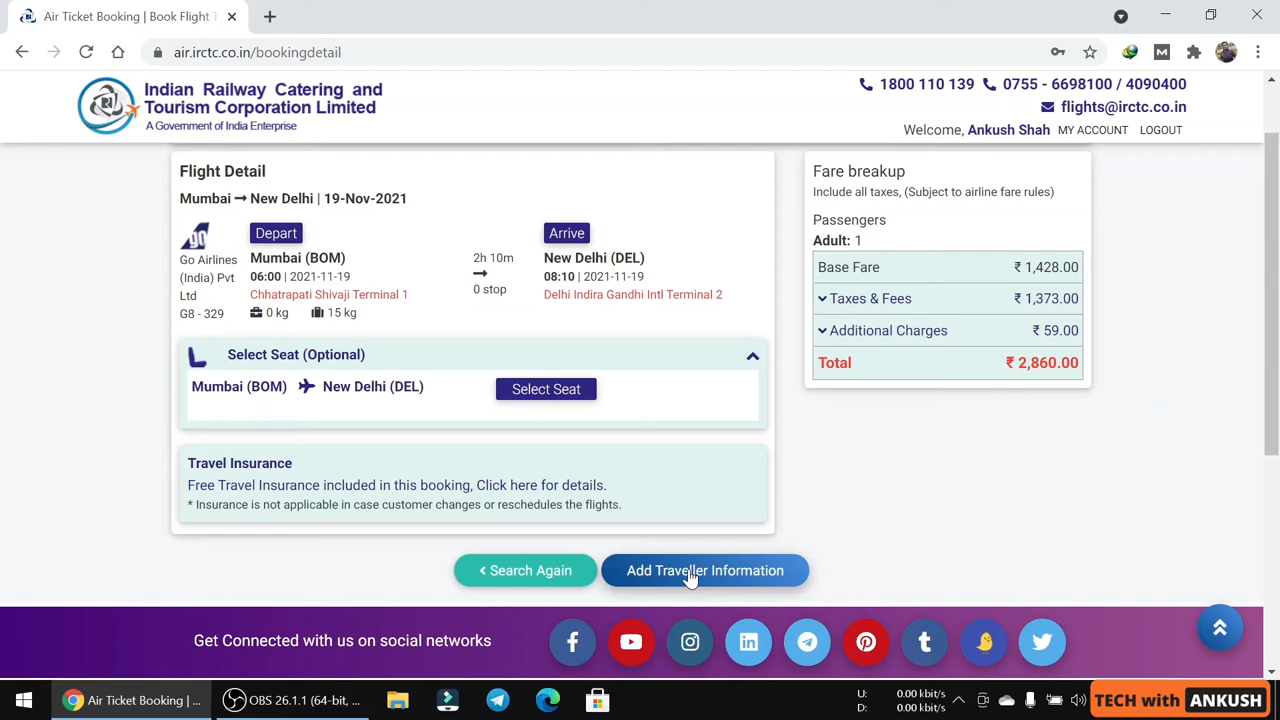 Air Ticket Booking | Book Flight T
air.irctc.co.in/bookingdetail
Indian Railway Catering and
Tourism Corporation Limited
A Government of India Enterprise
1800 110 139 0755 - 6698100 / 4090400
flights@irctc.co.in
Welcome, Ankush Shah MY ACCOUNT LOGOUT
Flight Detail
Mumbai → New Delhi | 19-Nov-2021
go
Go Airlines
(India) Pvt
Ltd
G8 - 329
Depart
Mumbai (BOM)
06:00 | 2021-11-19
Chhatrapati Shivaji Terminal 1
0 kg 15 kg
2h 10m
0 stop
Arrive
New Delhi (DEL)
08:10 | 2021-11-19
Delhi Indira Gandhi Intl Terminal 2
Select Seat (Optional)
Mumbai (BOM) New Delhi (DEL) Select Seat
Travel Insurance
Free Travel Insurance included in this booking, Click here for details.
* Insurance is not applicable in case customer changes or reschedules the flights.
Fare breakup
Include all taxes, (Subject to airline fare rules)
Passengers
Adult: 1
Base Fare ₹ 1,428.00
Taxes & Fees ₹ 1,373.00
Additional Charges ₹ 59.00
Total ₹ 2,860.00
Search Again
Add Traveller Information
Get Connected with us on social networks
Air Ticket Booking | ...
OBS 26.1.1 (64-bit, ...
U: 0.00 kbit/s
D: 0.00 kbit/s
TECH with ANKUSH